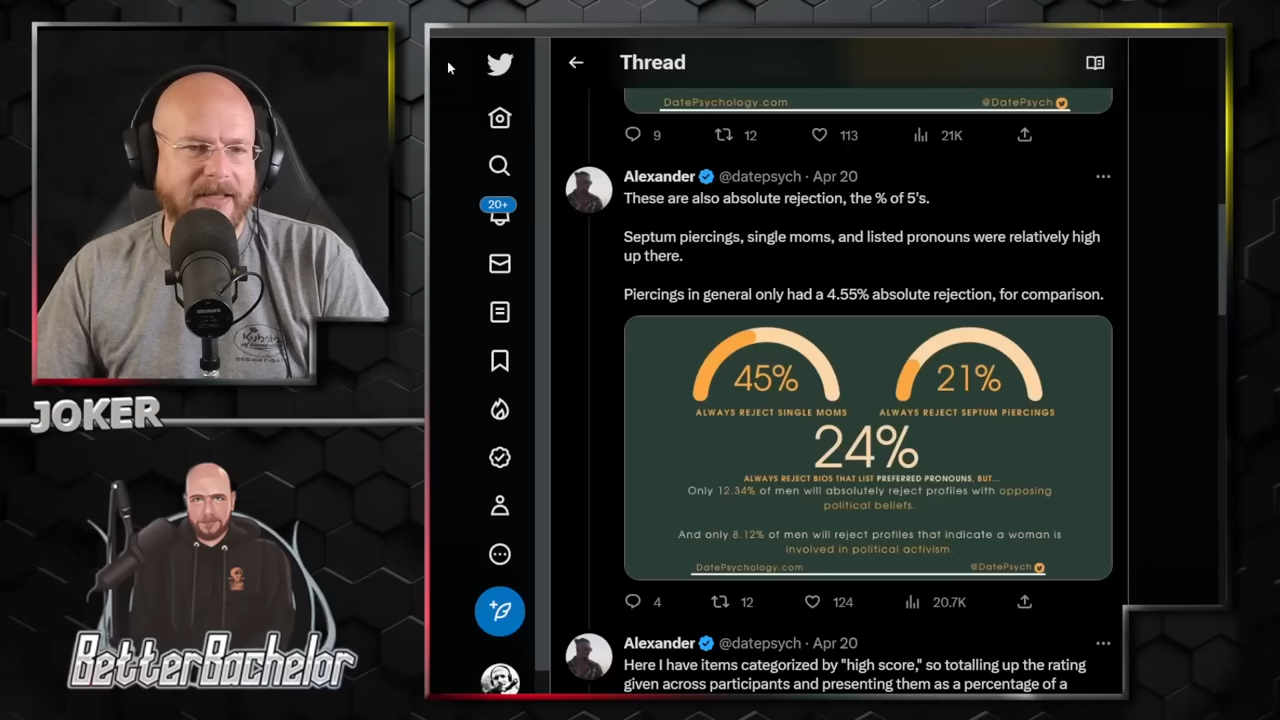 Thread
DatePsychology.com
@DatePsych
9
12
113
21K
Alexander @datepsych · Apr 20
These are also absolute rejection, the % of 5's.
Septum piercings, single moms, and listed pronouns were relatively high
up there.
Piercings in general only had a 4.55% absolute rejection, for comparison.
45%
21%
ALWAYS REJECT SINGLE MOMS
ALWAYS REJECT SEPTUM PIERCINGS
24%
ALWAYS REJECT BIOS THAT LIST PREFERRED PRONOUNS, BUT...
Only 12.34% of men will absolutely reject profiles with opposing
political beliefs.
And only 8.12% of men will reject profiles that indicate a woman is
involved in political activism.
DatePsychology.com
@DatePsych
4
12
124
20.7K
Alexander @datepsych · Apr 20
Here I have items categorized by "high score," so totalling up the rating
given across participants and presenting them as a percentage of a
20+
JOKER
BetterBachelor